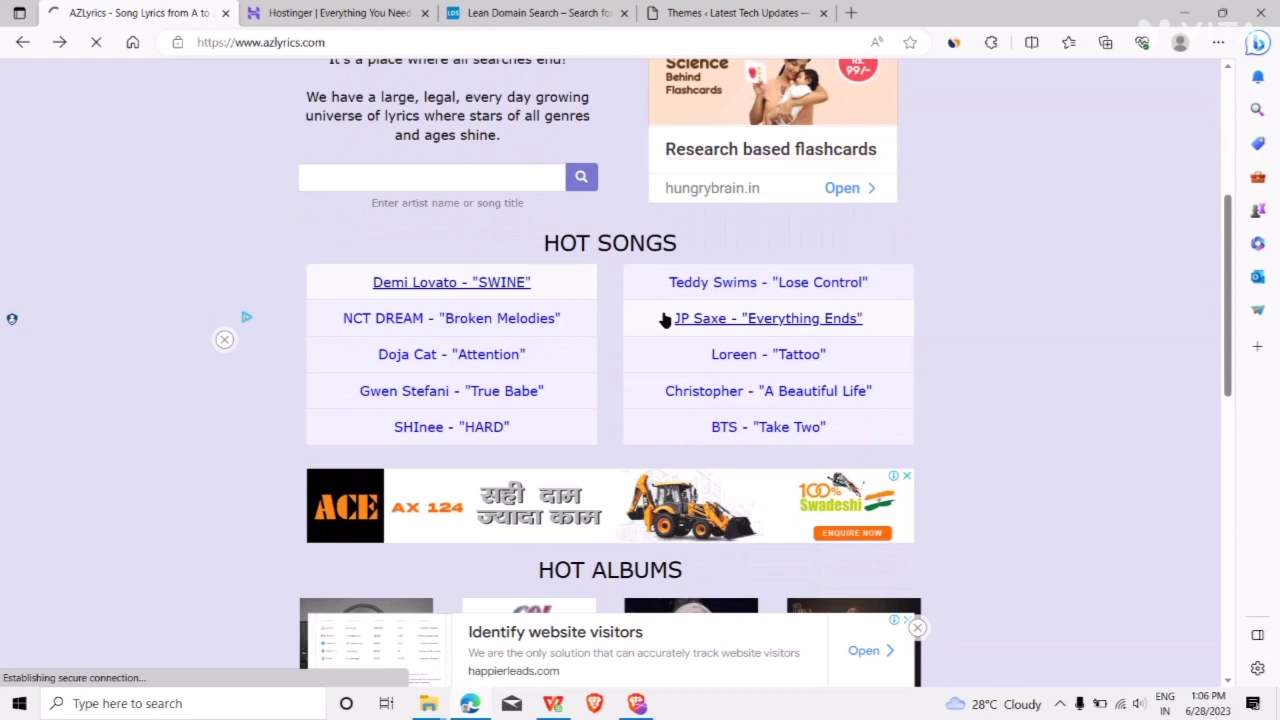 AZLyrics - Song Lyrics from A to
Hostinger | Everything You Need
LDS
Lean Domain Search – Search fo
Themes ‹ Latest Tech Updates —
https://www.azlyrics.com
VITA
It's a place where all searches end!
We have a large, legal, every day growing
universe of lyrics where stars of all genres
and ages shine.
Enter artist name or song title
Science
Behind
Flashcards
RS.
99/-
Research based flashcards
hungrybrain.in
Open
HOT SONGS
Demi Lovato - "SWINE"
Teddy Swims - "Lose Control"
NCT DREAM - "Broken Melodies"
JP Saxe - "Everything Ends"
Doja Cat - "Attention"
Loreen - "Tattoo"
Gwen Stefani - "True Babe"
Christopher - "A Beautiful Life"
SHInee - "HARD"
BTS - "Take Two"
ACE
AX 124
सही दाम
ज्यादा काम
100%
Swadeshi
ENQUIRE NOW
HOT ALBUMS
Identify website visitors
We are the only solution that can accurately track website visitors
happierleads.com
Open
Establishing secure connection...
Type here to search
28°C Cloudy
ENG
IN
1:06 PM
6/28/2023